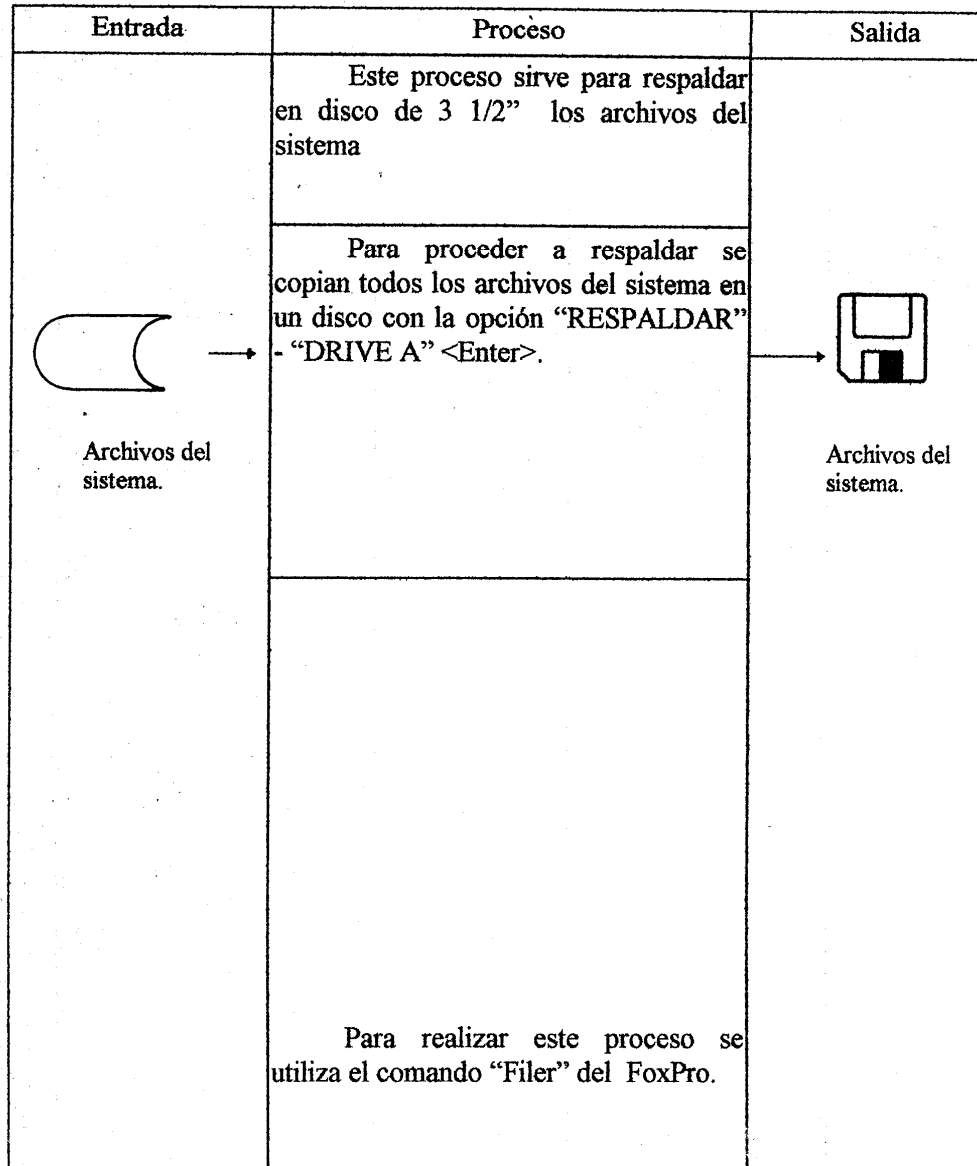 Entrada
Proceso
Salida
Este proceso sirve para respaldar
en disco de 3 1/2” los archivos del
sistema
Para proceder a respaldar se
copian todos los archivos del sistema en
un disco con la opción “RESPALDAR”
- “DRIVE A” <Enter>.
Archivos del
sistema.
Archivos del
sistema.
Para realizar este proceso se
utiliza el comando “Filer” del FoxPro.